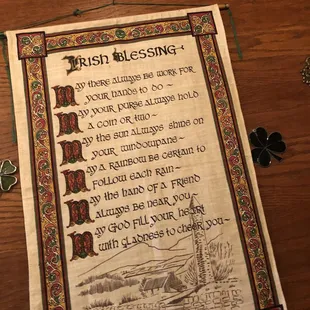 IRISH BLESSING
MAY THERE ALWAYS BE WORK FOR
YOUR HANDS TO DO ~
MAY YOUR PURSE ALWAYS HOLD
A COIN OR TWO ~
MAY THE SUN ALWAYS SHINE ON
YOUR WINDOWPANE ~
MAY A RAINBOW BE CERTAIN TO
FOLLOW EACH RAIN ~
MAY THE HAND OF A FRIEND
ALWAYS BE NEAR YOU ~
MAY GOD FILL YOUR HEART
WITH GLADNESS TO CHEER YOU ~